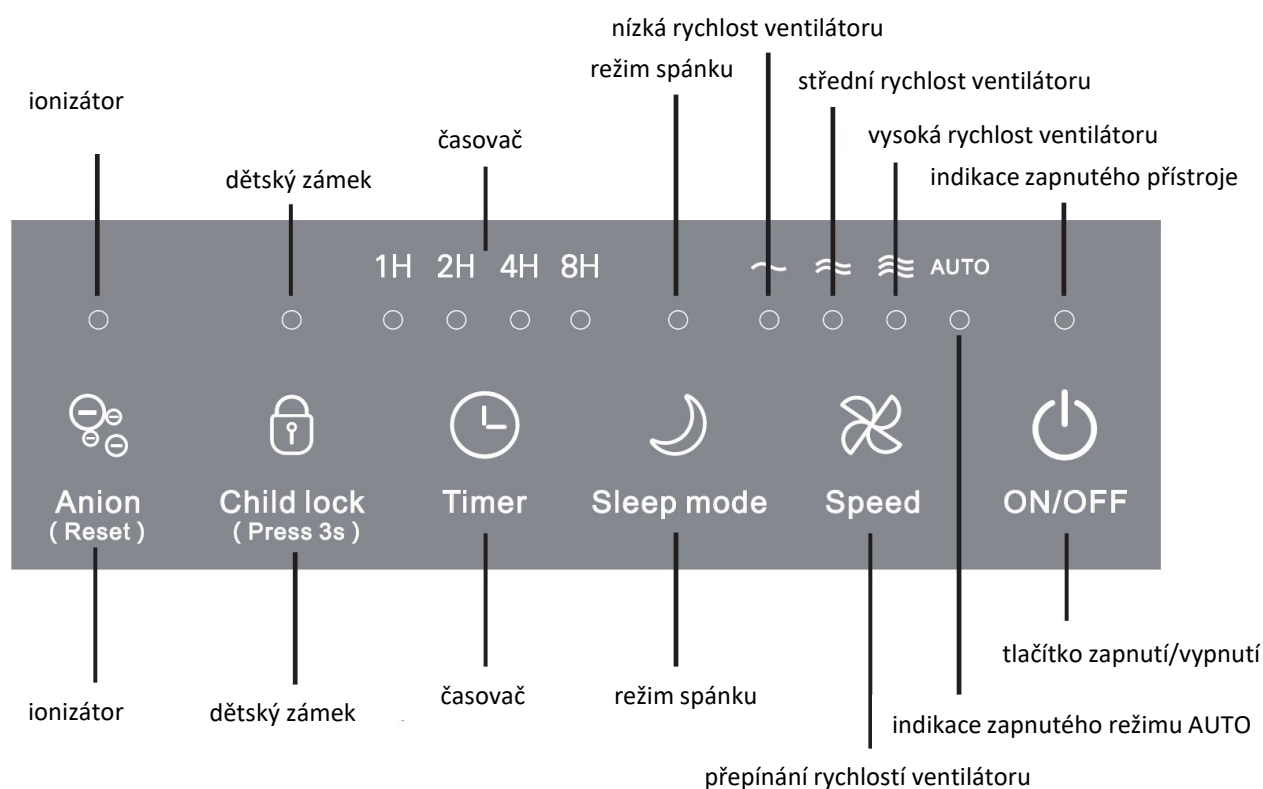 nízká rychlost ventilátoru
režim spánku
střední rychlost ventilátoru
ionizátor
vysoká rychlost ventilátoru
časovač
dětský zámek
indikace zapnutého přístroje
1H 2H 4H 8H AUTO
Anion Child lock Timer Sleep mode Speed ON/OFF
( Reset ) ( Press 3s )
tlačítko zapnutí/vypnutí
ionizátor
dětský zámek
časovač
režim spánku
indikace zapnutého režimu AUTO
přepínání rychlostí ventilátoru